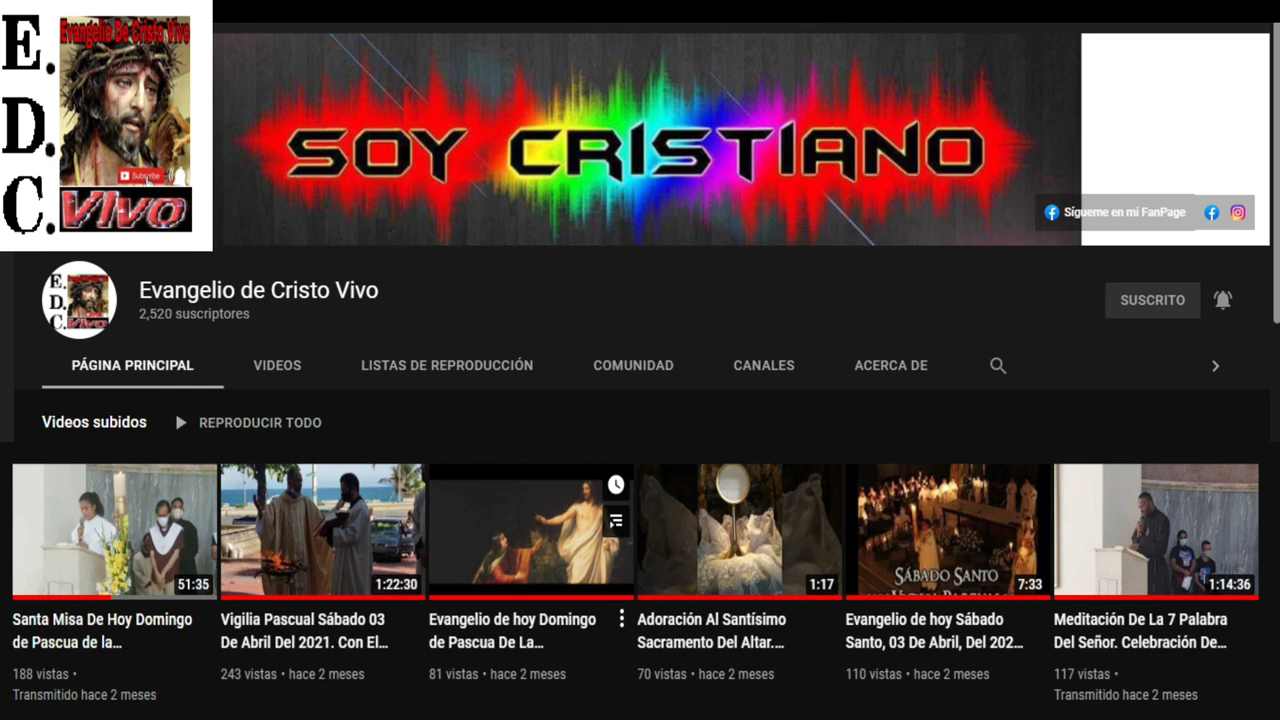 E.
D.
C.
Evangelio De Cristo Vivo
Subscribe
Vivo
SOY CRISTIANO
Sígueme en mi FanPage
E.
D.
C.
Vivo
Evangelio de Cristo Vivo
2,520 suscriptores
SUSCRITO
PÁGINA PRINCIPAL VIDEOS LISTAS DE REPRODUCCIÓN COMUNIDAD CANALES ACERCA DE
Videos subidos REPRODUCIR TODO
51:35
1:22:30
1:17
SÁBADO SANTO
7:33
1:14:36
Santa Misa De Hoy Domingo
de Pascua de la...
188 vistas •
Transmitido hace 2 meses
Vigilia Pascual Sábado 03
De Abril Del 2021. Con El...
243 vistas • hace 2 meses
Evangelio de hoy Domingo
de Pascua De La...
81 vistas • hace 2 meses
Adoración Al Santísimo
Sacramento Del Altar....
70 vistas • hace 2 meses
Evangelio de hoy Sábado
Santo, 03 De Abril, Del 202...
110 vistas • hace 2 meses
Meditación De La 7 Palabra
Del Señor. Celebración De...
117 vistas •
Transmitido hace 2 meses